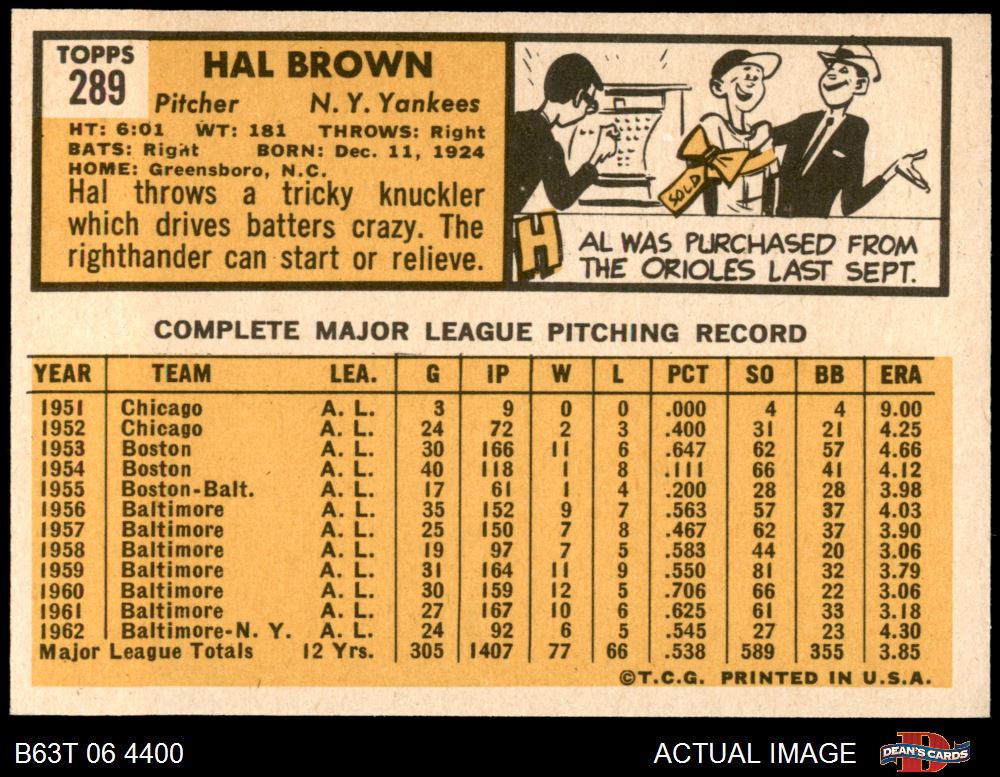 TOPPS
289
HAL BROWN
Pitcher N. Y. Yankees
HT: 6:01 WT: 181 THROWS: Right
BATS: Right BORN: Dec. 11, 1924
HOME: Greensboro, N.C.
Hal throws a tricky knuckler
which drives batters crazy. The
righthander can start or relieve.
SOLD
HAL WAS PURCHASED FROM
THE ORIOLES LAST SEPT.
COMPLETE MAJOR LEAGUE PITCHING RECORD
YEAR TEAM LEA. G IP W L PCT SO BB ERA
1951 Chicago A. L. 3 9 0 0 .000 4 4 9.00
1952 Chicago A. L. 24 72 2 3 .400 31 21 4.25
1953 Boston A. L. 30 166 11 6 .647 62 57 4.66
1954 Boston A. L. 40 118 1 8 .111 66 41 4.12
1955 Boston-Balt. A. L. 17 61 1 4 .200 28 28 3.98
1956 Baltimore A. L. 35 152 9 7 .563 57 37 4.03
1957 Baltimore A. L. 25 150 7 8 .467 62 37 3.90
1958 Baltimore A. L. 19 97 7 5 .583 44 20 3.06
1959 Baltimore A. L. 31 164 11 9 .550 81 32 3.79
1960 Baltimore A. L. 30 159 12 5 .706 66 22 3.06
1961 Baltimore A. L. 27 167 10 6 .625 61 33 3.18
1962 Baltimore-N. Y. A. L. 24 92 6 5 .545 27 23 4.30
Major League Totals 12 Yrs. 305 1407 77 66 .538 589 355 3.85
©T.C.G. PRINTED IN U.S.A.
B63T 06 4400 ACTUAL IMAGE
D
DEAN'S CARDS